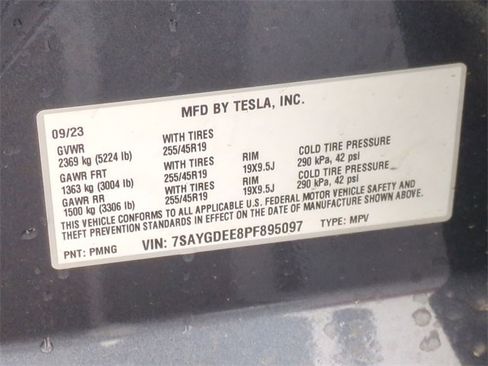 MFD BY TESLA, INC.
09/23
GVWR WITH TIRES
2369 kg (5224 lb) 255/45R19 RIM COLD TIRE PRESSURE
GAWR FRT WITH TIRES 19X9.5J 290 kPa, 42 psi
1363 kg (3004 lb) 255/45R19
GAWR RR WITH TIRES RIM COLD TIRE PRESSURE
1500 kg (3306 lb) 255/45R19 19X9.5J 290 kPa, 42 psi
THIS VEHICLE CONFORMS TO ALL APPLICABLE U.S. FEDERAL MOTOR VEHICLE SAFETY AND
THEFT PREVENTION STANDARDS IN EFFECT ON THE DATE OF MANUFACTURE SHOWN ABOVE.
PNT: PMNG VIN: 7SAYGDEE8PF895097 TYPE: MPV